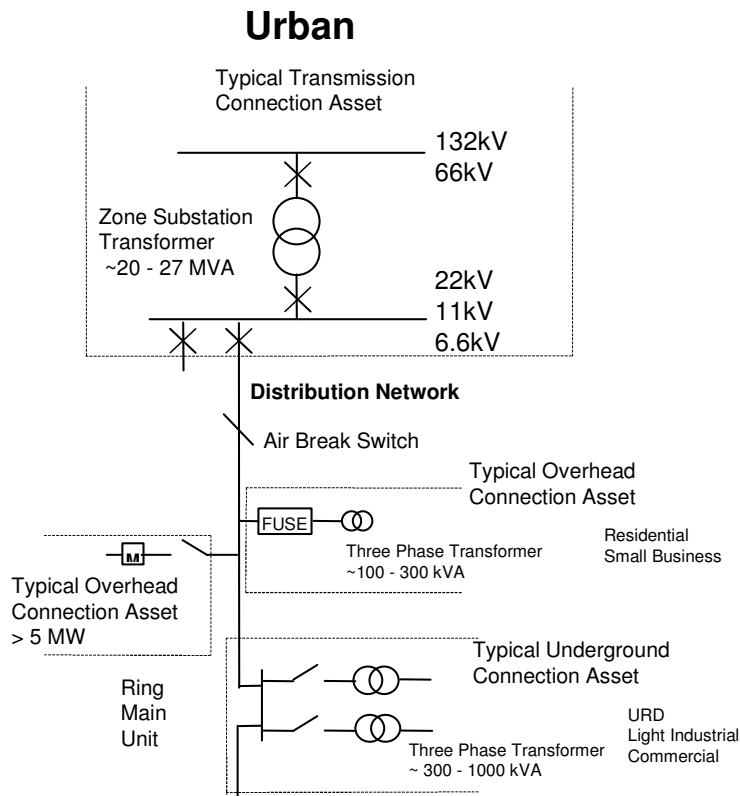 Urban
Typical Transmission
Connection Asset
132kV
66kV
Zone Substation
Transformer
~20 - 27 MVA
22kV
11kV
6.6kV
Distribution Network
Air Break Switch
Typical Overhead
Connection Asset
FUSE
Three Phase Transformer
~100 - 300 kVA
Residential
Small Business
M
Typical Overhead
Connection Asset
> 5 MW
Typical Underground
Connection Asset
Ring
Main
Unit
URD
Light Industrial
Commercial
Three Phase Transformer
~ 300 - 1000 kVA